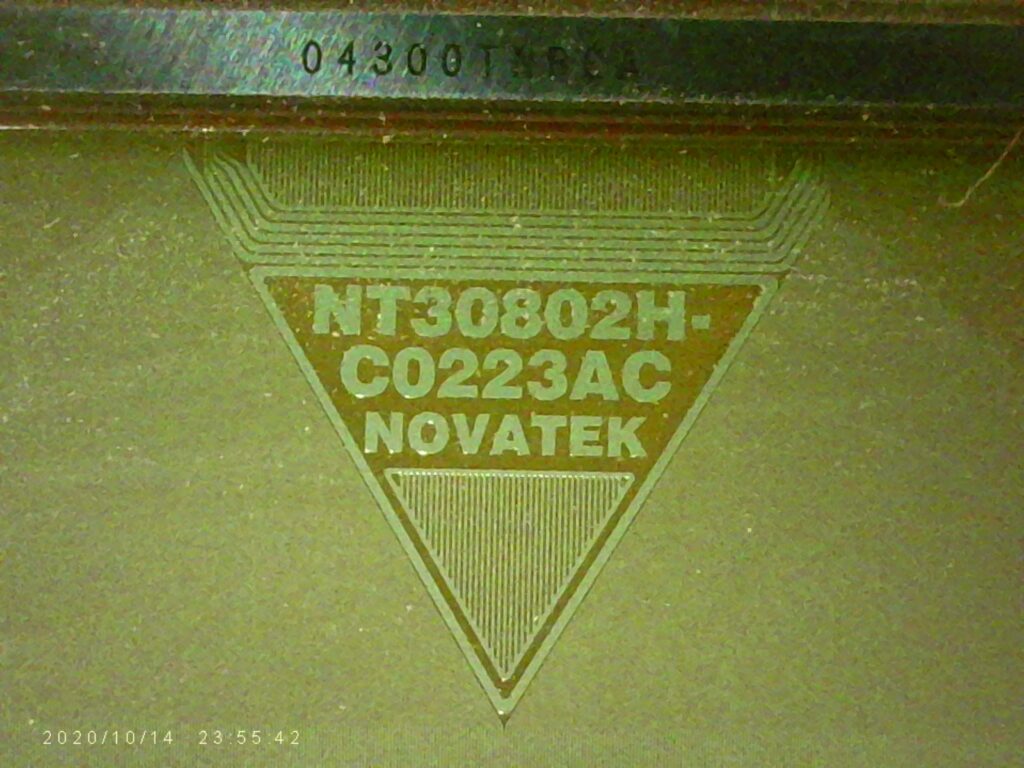 NT30802H-
C0223AC
NOVATEK
2020/10/14 23:55:42